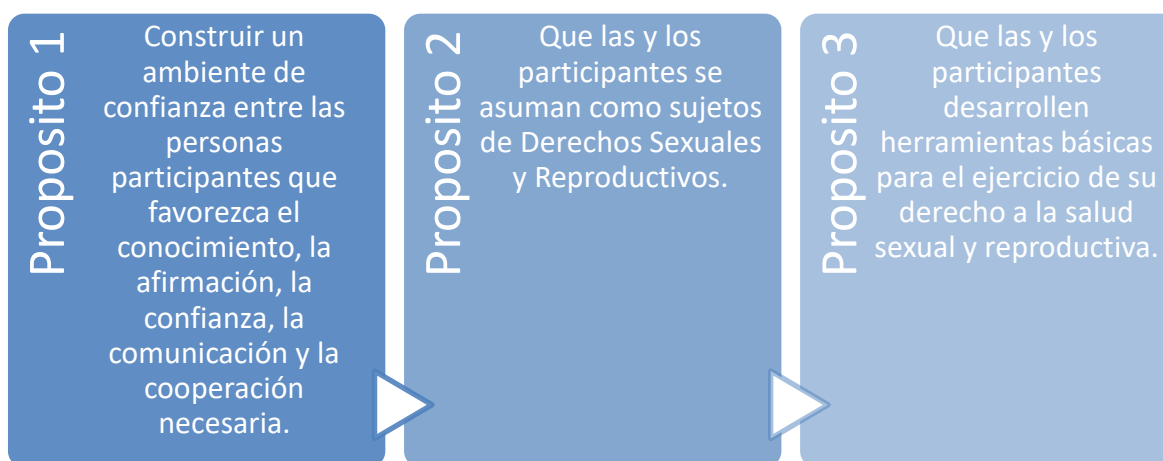 Proposito 1
Construir un
ambiente de
confianza entre las
personas
participantes que
favorezca el
conocimiento, la
afirmación, la
confianza, la
comunicación y la
cooperación
necesaria.
Proposito 2
Que las y los
participantes se
asuman como sujetos
de Derechos Sexuales
y Reproductivos.
Proposito 3
Que las y los
participantes
desarrollen
herramientas básicas
para el ejercicio de su
derecho a la salud
sexual y reproductiva.